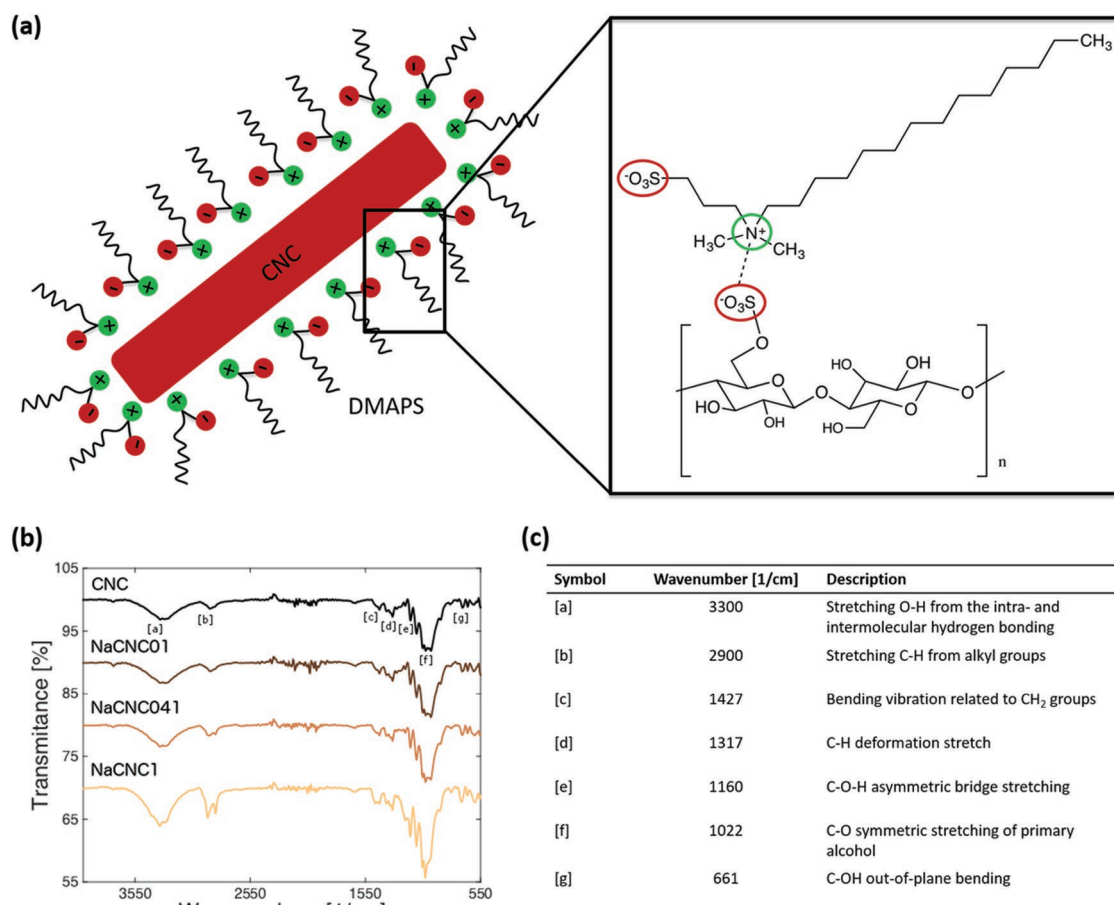 (a)
CNC
DMAPS
CH₃
⁻O₃S
N⁺
H₃C
CH₃
⁻O₃S
O
HO
OH
O
O
HO
OH
O
HO
O
O
n
(b)
Transmitance [%]
105
95
85
75
65
55
CNC
[a]
[b]
[c]
[d]
[e]
[f]
[g]
NaCNC01
NaCNC041
NaCNC1
3550
2550
1550
550
(c)
Symbol Wavenumber [1/cm] Description
[a] 3300 Stretching O-H from the intra- and
intermolecular hydrogen bonding
[b] 2900 Stretching C-H from alkyl groups
[c] 1427 Bending vibration related to CH₂ groups
[d] 1317 C-H deformation stretch
[e] 1160 C-O-H asymmetric bridge stretching
[f] 1022 C-O symmetric stretching of primary
alcohol
[g] 661 C-OH out-of-plane bending